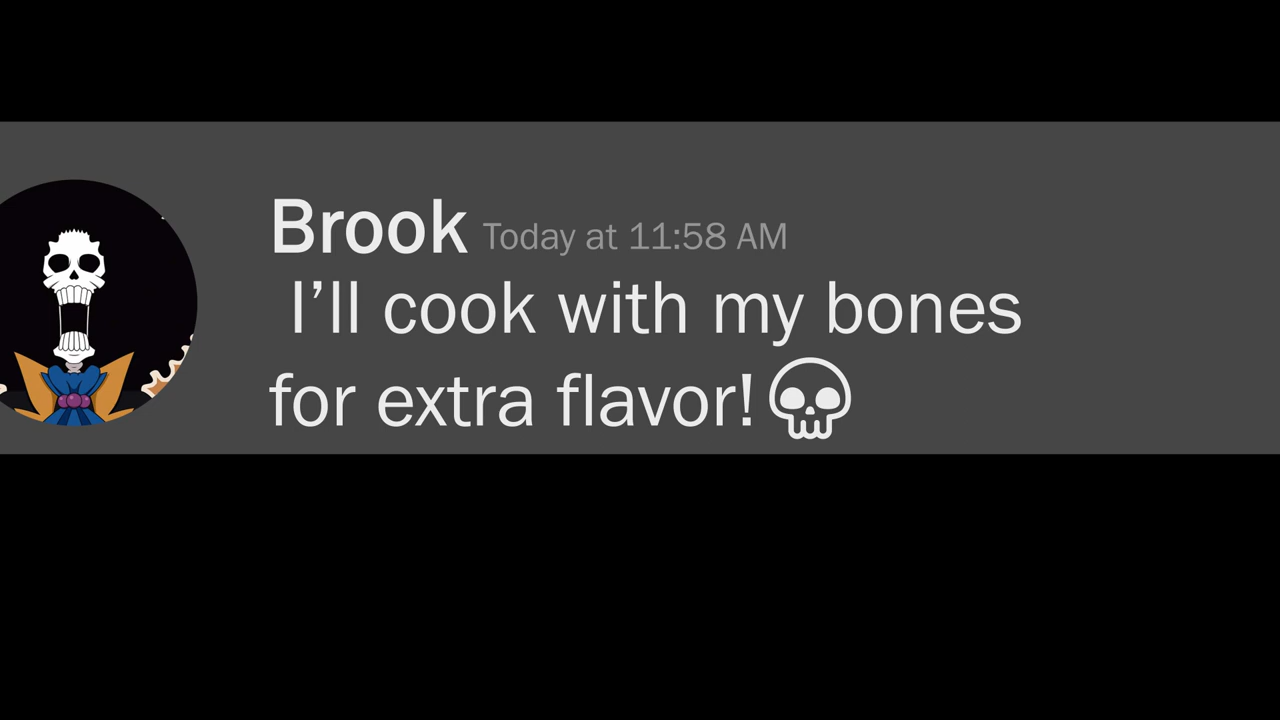 Brook Today at 11:58 AM
I’ll cook with my bones
for extra flavor!💀